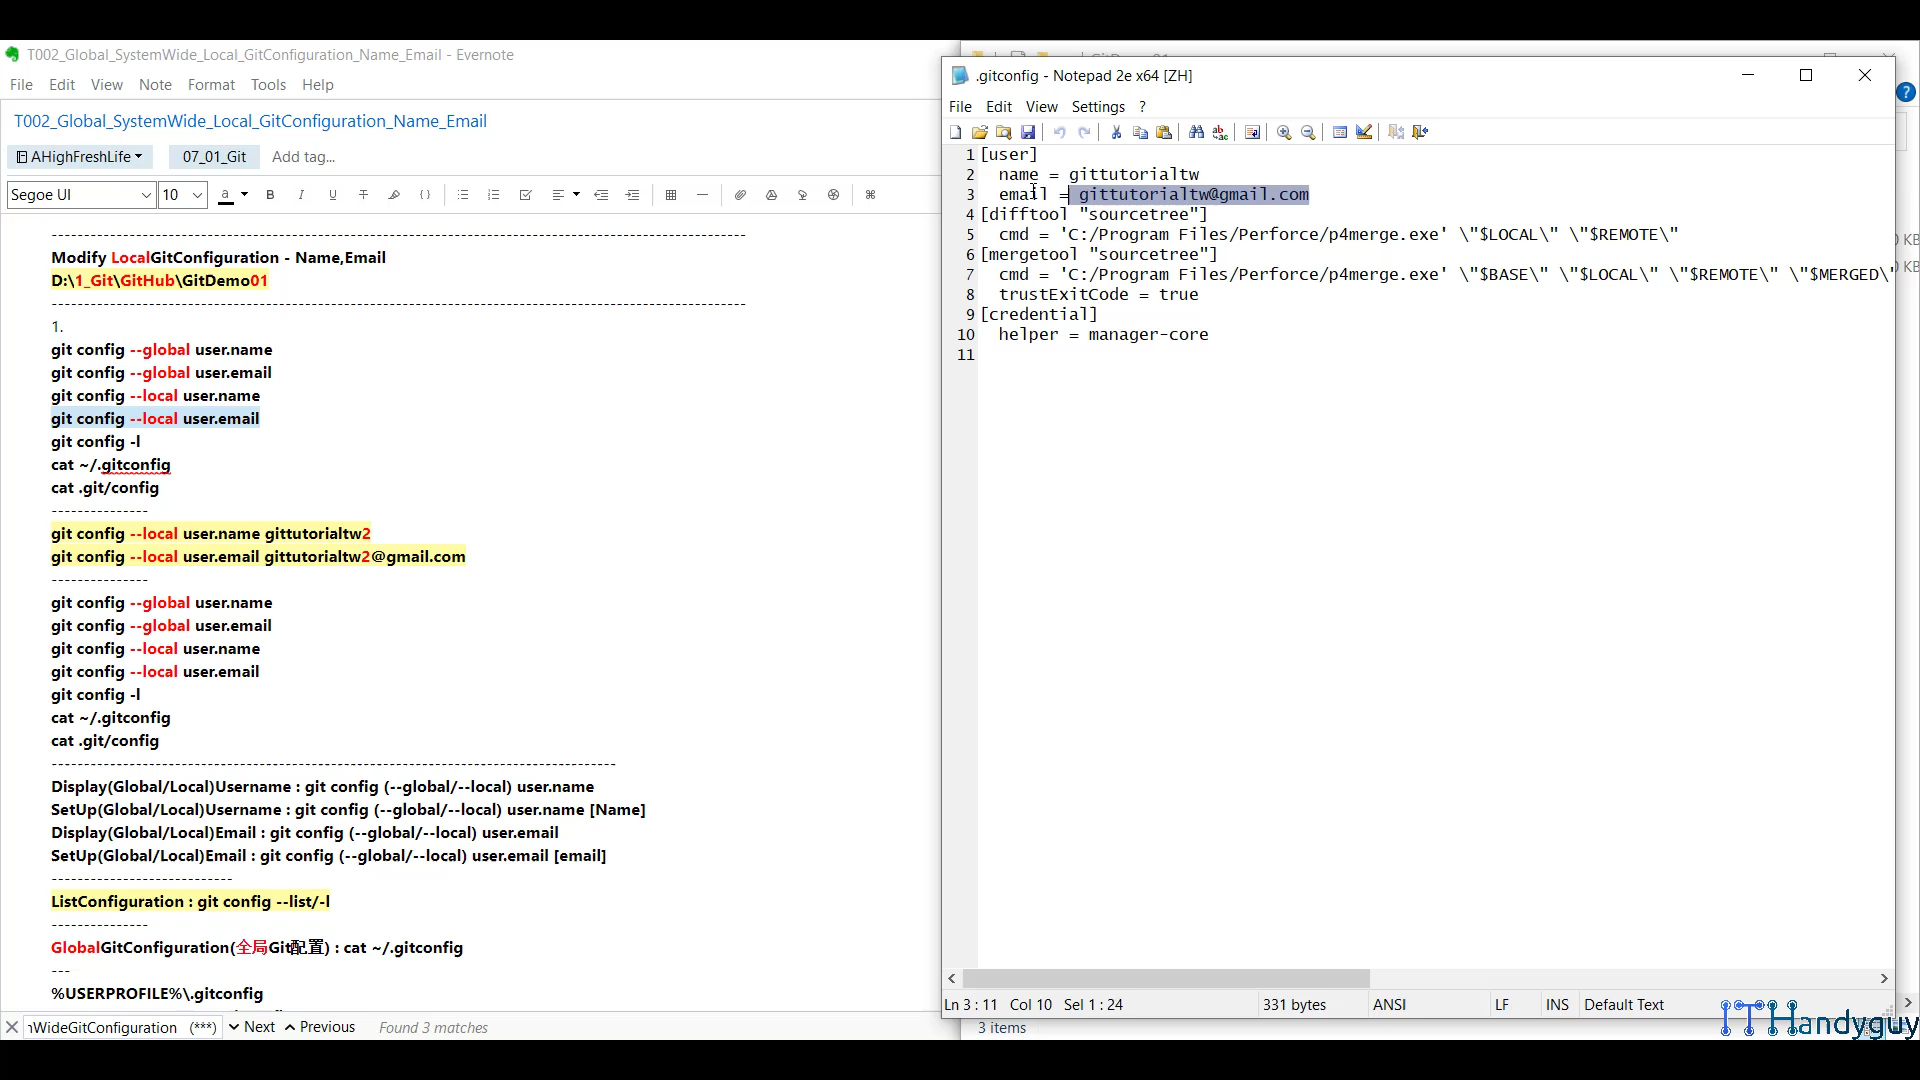 T002_Global_SystemWide_Local_GitConfiguration_Name_Email - Evernote
File Edit View Note Format Tools Help
T002_Global_SystemWide_Local_GitConfiguration_Name_Email
AHighFreshLife 07_01_Git Add tag...
Segoe UI 10 a B I U T
Modify LocalGitConfiguration - Name,Email
D:\1_Git\GitHub\GitDemo01
1.
git config --global user.name
git config --global user.email
git config --local user.name
git config --local user.email
git config -l
cat ~/.gitconfig
cat .git/config
---------------
git config --local user.name gittutorialtw2
git config --local user.email gittutorialtw2@gmail.com
---------------
git config --global user.name
git config --global user.email
git config --local user.name
git config --local user.email
git config -l
cat ~/.gitconfig
cat .git/config
Display(Global/Local)Username : git config (--global/--local) user.name
SetUp(Global/Local)Username : git config (--global/--local) user.name [Name]
Display(Global/Local)Email : git config (--global/--local) user.email
SetUp(Global/Local)Email : git config (--global/--local) user.email [email]
ListConfiguration : git config --list/-l
---------------
GlobalGitConfiguration(全局Git配置) : cat ~/.gitconfig
---
%USERPROFILE%\.gitconfig
WideGitConfiguration (***) Next Previous Found 3 matches
.gitconfig - Notepad 2e x64 [ZH]
File Edit View Settings ?
1 [user]
2 name = gittutorialtw
3 email = gittutorialtw@gmail.com
4 [difftool "sourcetree"]
5 cmd = 'C:/Program Files/Perforce/p4merge.exe' \"$LOCAL\" \"$REMOTE\"
6 [mergetool "sourcetree"]
7 cmd = 'C:/Program Files/Perforce/p4merge.exe' \"$BASE\" \"$LOCAL\" \"$REMOTE\" \"$MERGED\"
8 trustExitCode = true
9 [credential]
10 helper = manager-core
11
Ln 3 : 11 Col 10 Sel 1 : 24 331 bytes ANSI LF INS Default Text
3 items
KB
KB
ITHandyguy